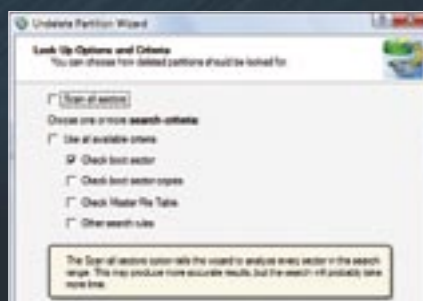 Undelete Partition Wizard
Look Up Options and Criteria
You can choose how deleted partitions should be looked for
Scan all sectors
Choose one or more search criteria:
Use all available criteria
Check boot sector
Check boot sector copies
Check Master File Table
Other search rules
The Scan all sectors option tells the wizard to analyze every sector in the search
range. This may produce more accurate results, but the search will probably take
more time.